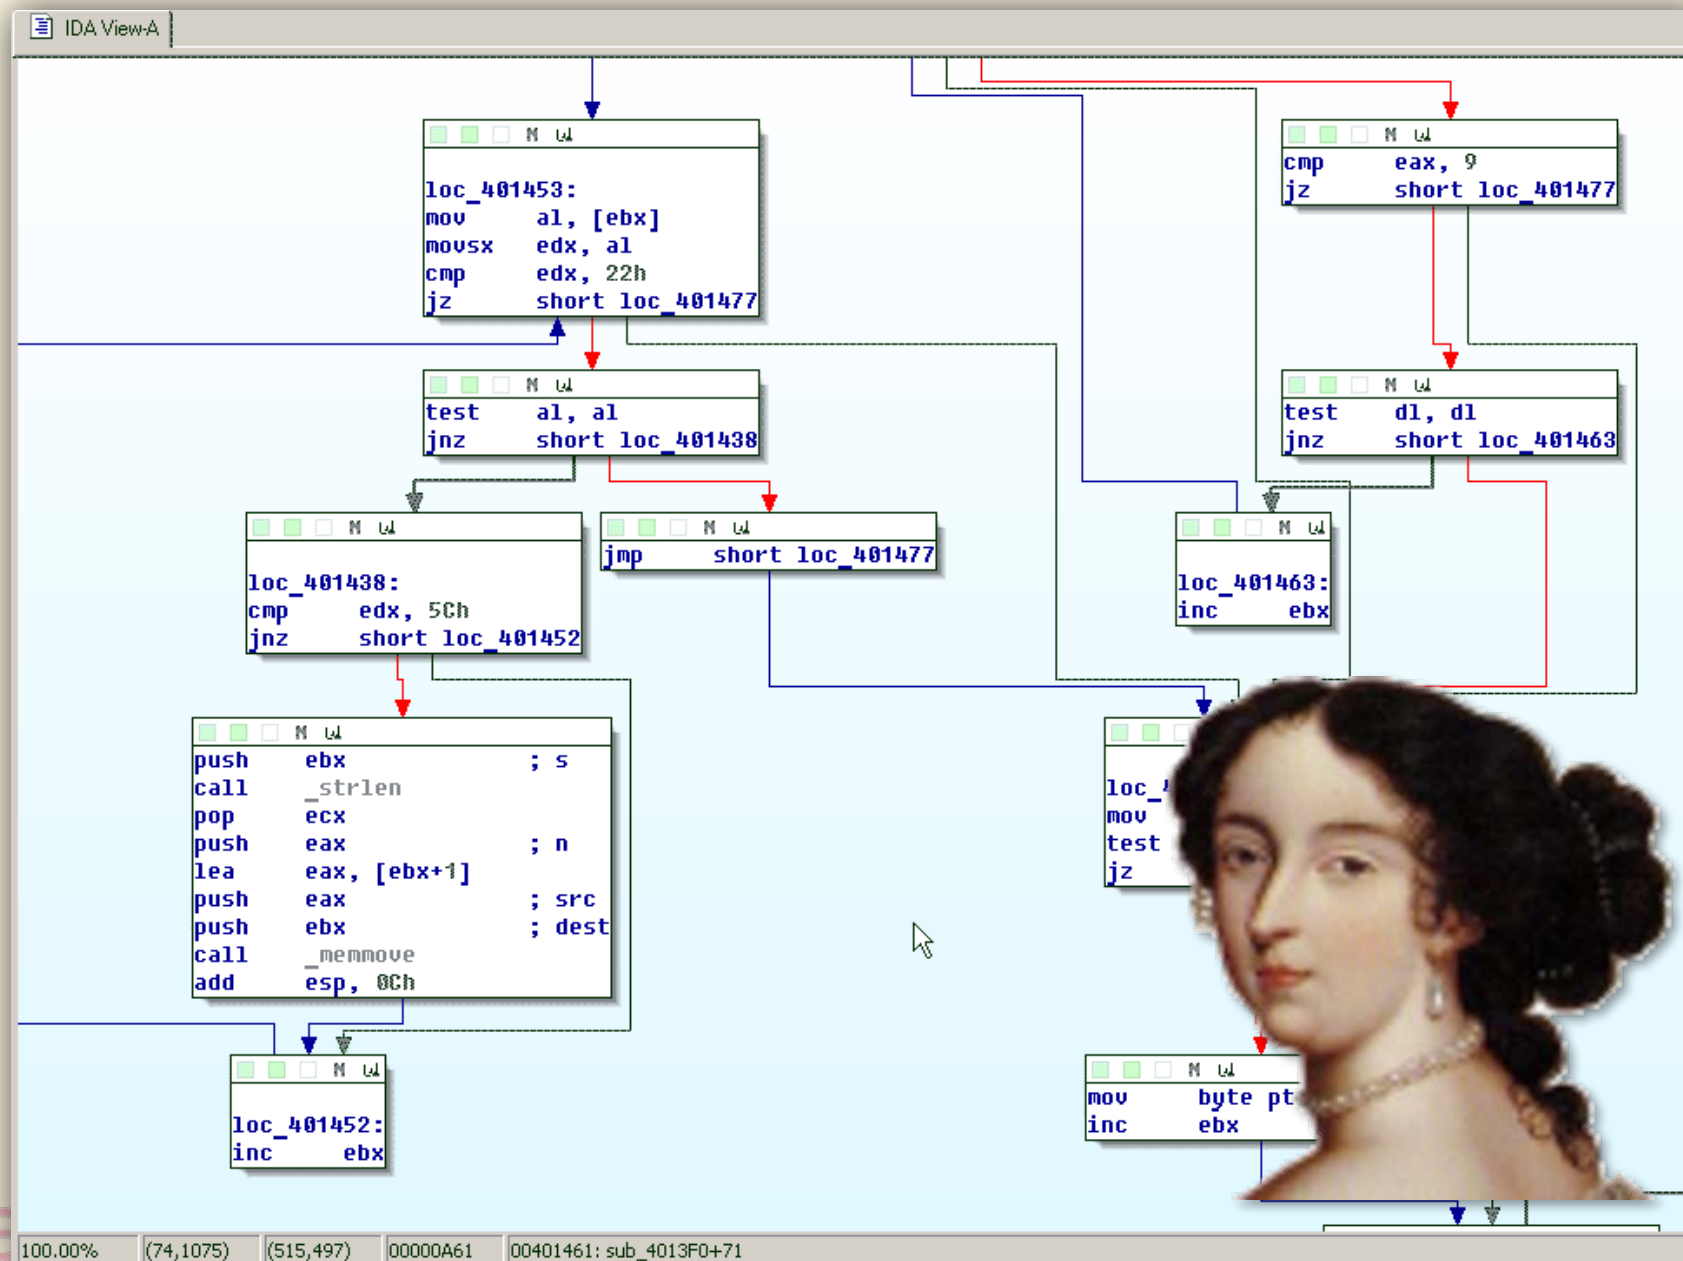 IDA View-A
loc_401453:
mov al, [ebx]
movsx edx, al
cmp edx, 22h
jz short loc_401477
cmp eax, 9
jz short loc_401477
test al, al
jnz short loc_401438
test dl, dl
jnz short loc_401463
loc_401438:
cmp edx, 5Ch
jnz short loc_401452
jmp short loc_401477
loc_401463:
inc ebx
push ebx ; s
call _strlen
pop ecx
push eax ; n
lea eax, [ebx+1]
push eax ; src
push ebx ; dest
call _memmove
add esp, 0Ch
loc_4
mov
test
jz
loc_401452:
inc ebx
mov byte pt
inc ebx
100.00% (74,1075) (515,497) 00000A61 00401461: sub_4013F0+71